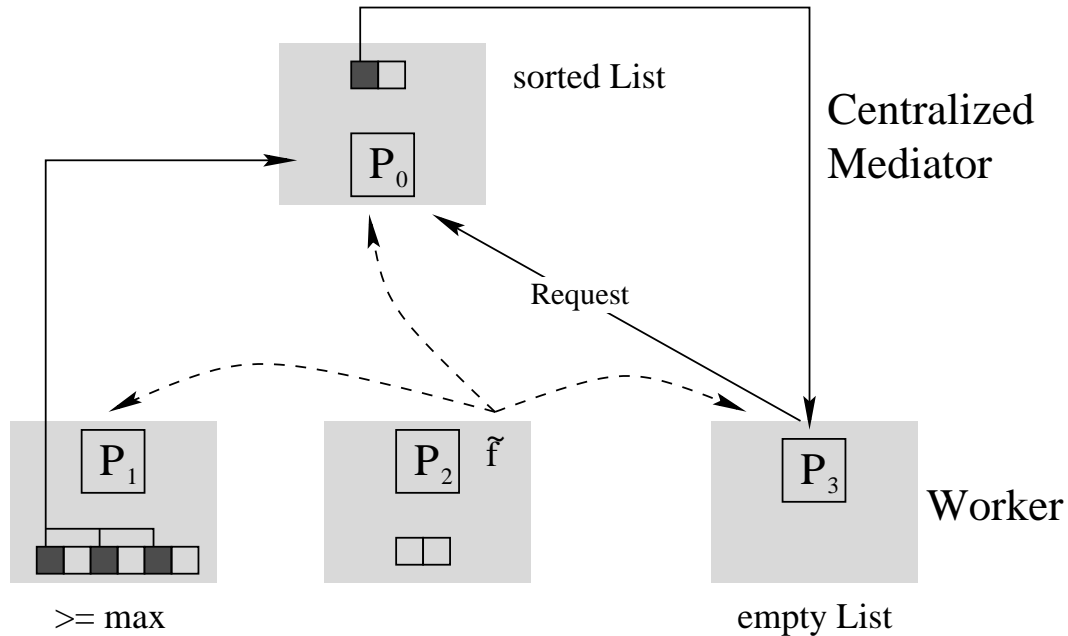 sorted List
Centralized
Mediator
P₀
Request
P₁
P₂
f̃
P₃
Worker
>= max
empty List